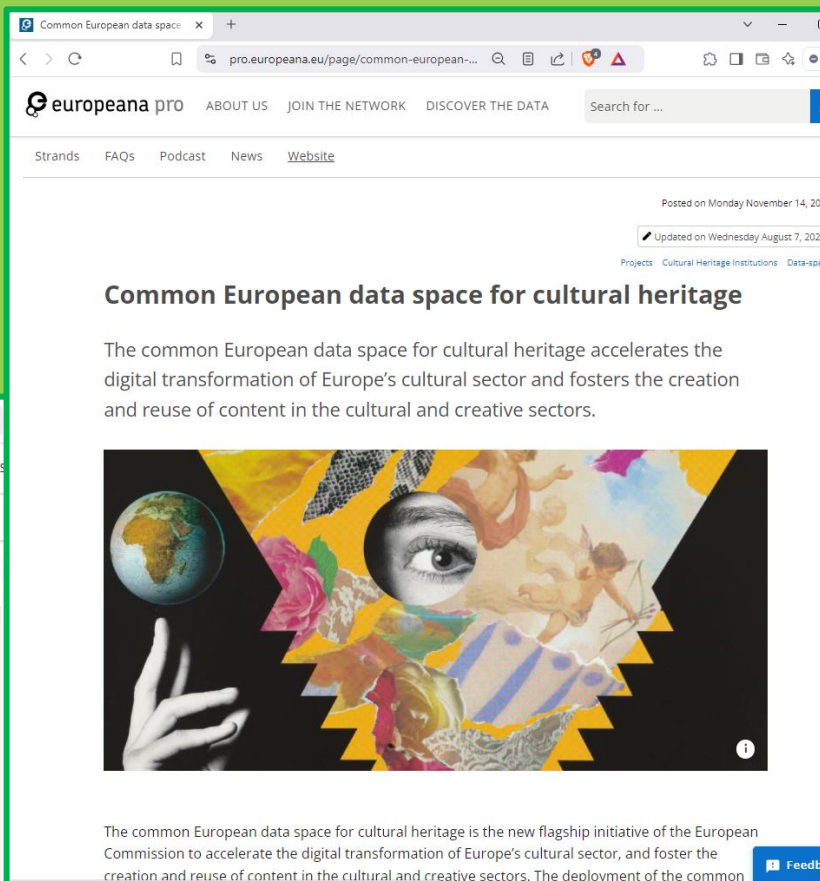 Common European data space
pro.europeana.eu/page/common-european-...
europeana pro ABOUT US JOIN THE NETWORK DISCOVER THE DATA Search for ...
Strands FAQs Podcast News Website
Posted on Monday November 14, 20
Updated on Wednesday August 7, 202
Projects Cultural Heritage Institutions Data-spa
Common European data space for cultural heritage
The common European data space for cultural heritage accelerates the
digital transformation of Europe's cultural sector and fosters the creation
and reuse of content in the cultural and creative sectors.
The common European data space for cultural heritage is the new flagship initiative of the European
Commission to accelerate the digital transformation of Europe's cultural sector, and foster the
creation and reuse of content in the cultural and creative sectors. The deployment of the common
Feedb